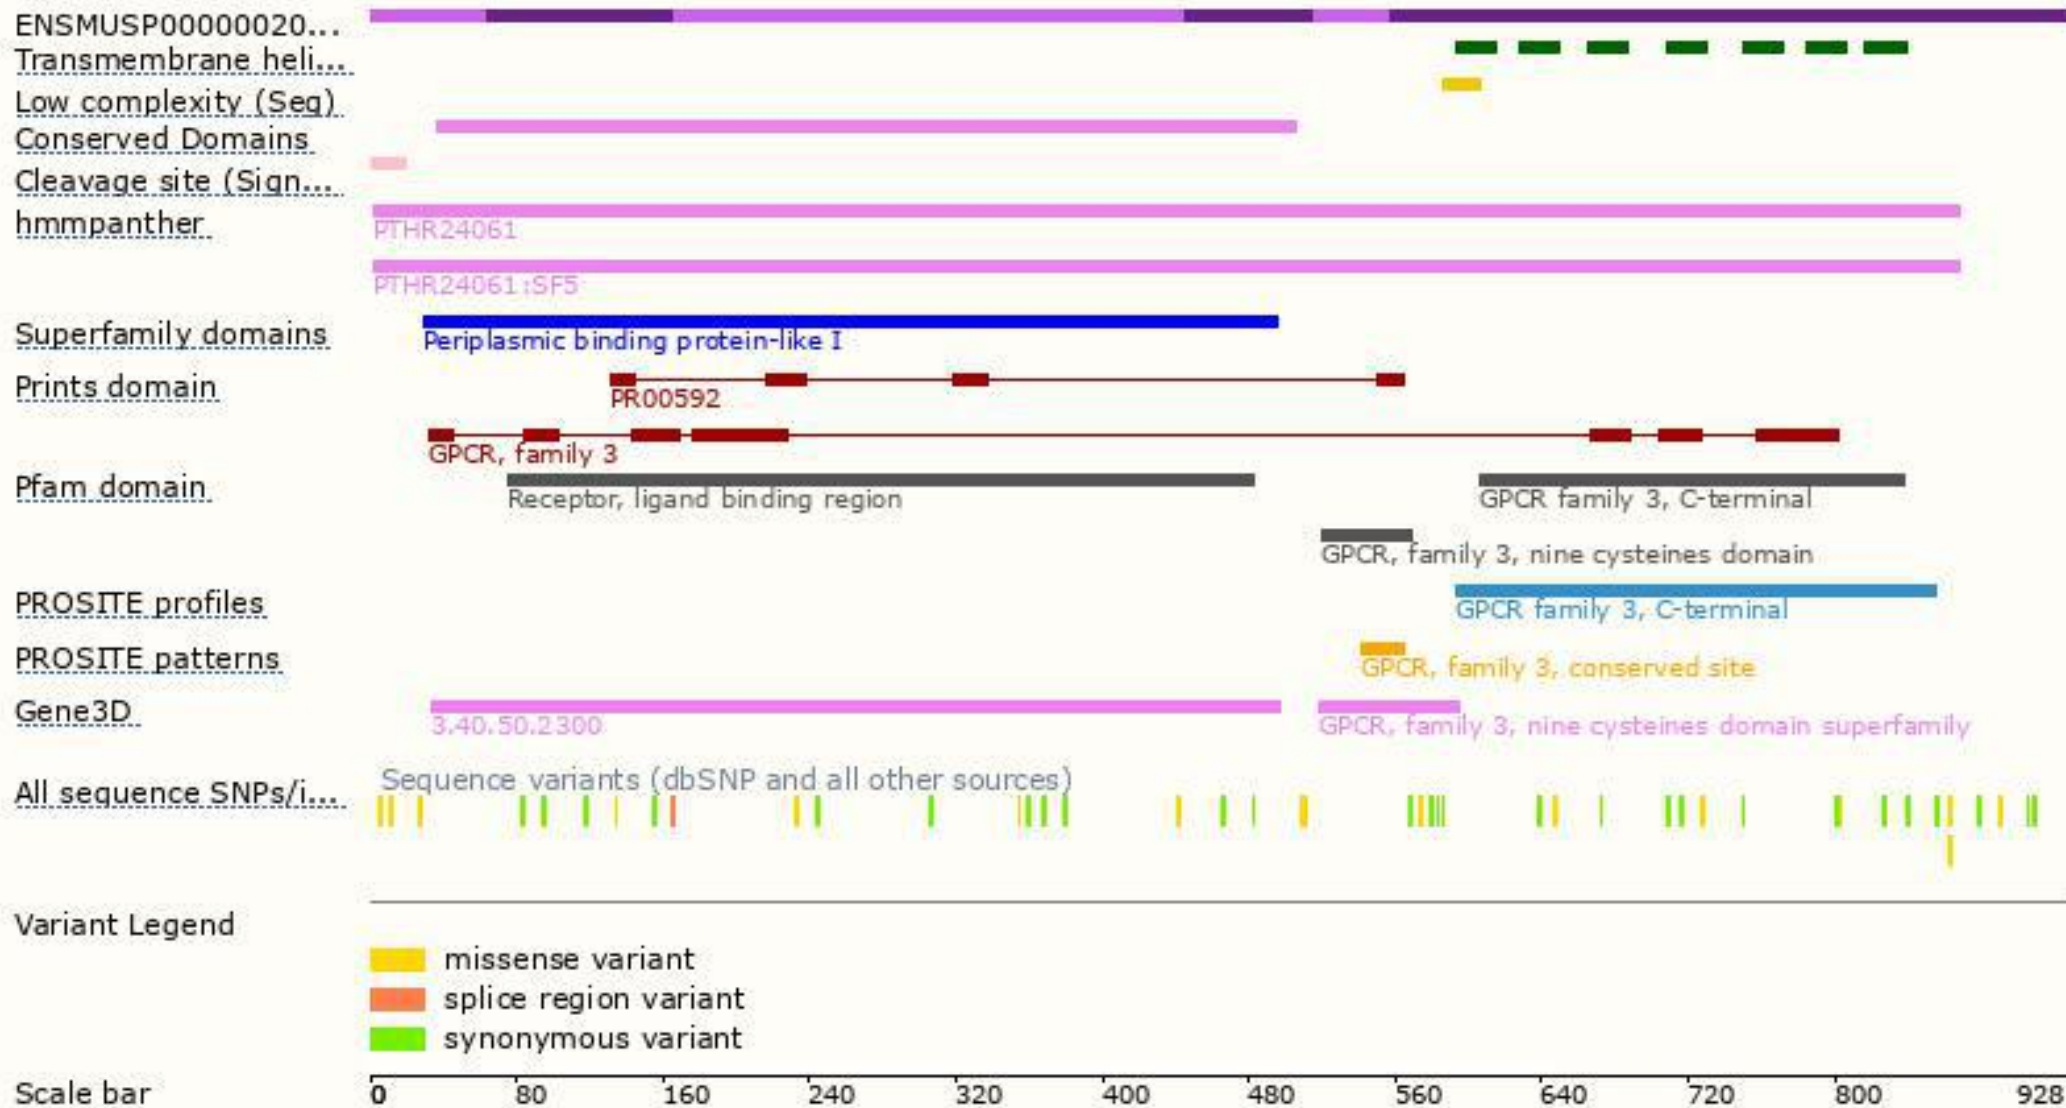 ENSMUSP00000020...
Transmembrane heli...
Low complexity (Seg)
Conserved Domains
Cleavage site (Sign...
hmmpanther
PTHR24061
PTHR24061:SF5
Superfamily domains
Periplasmic binding protein-like I
Prints domain
PR00592
GPCR, family 3
Pfam domain
Receptor, ligand binding region
GPCR family 3, C-terminal
GPCR, family 3, nine cysteines domain
PROSITE profiles
GPCR family 3, C-terminal
PROSITE patterns
GPCR, family 3, conserved site
Gene3D
3.40.50.2300
GPCR, family 3, nine cysteines domain superfamily
Sequence variants (dbSNP and all other sources)
All sequence SNPs/i...
Variant Legend
missense variant
splice region variant
synonymous variant
Scale bar
0 80 160 240 320 400 480 560 640 720 800 928